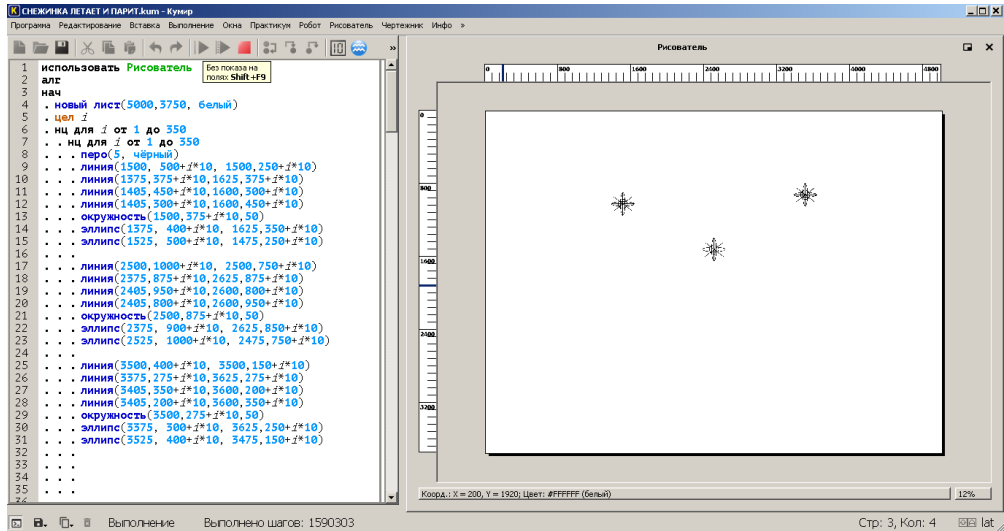 СНЕЖИНКА ЛЕТАЕТ И ПАРИТ.kum - Кумир
Программа Редактирование Вставка Выполнение Окна Практикум Робот Рисователь Чертежник Инфо »
»
Без показа на
полях Shift+F9
1 использовать Рисователь
2 алг
3 нач
4 . новый лист(5000,3750, белый)
5 . цел i
6 . нц для i от 1 до 350
7 . . нц для i от 1 до 350
8 . . . перо(5, чёрный)
9 . . . линия(1500, 500+i*10, 1500,250+i*10)
10 . . . линия(1375,375+i*10,1625,375+i*10)
11 . . . линия(1405,450+i*10,1600,300+i*10)
12 . . . линия(1405,300+i*10,1600,450+i*10)
13 . . . окружность(1500,375+i*10,50)
14 . . . эллипс(1375, 400+i*10, 1625,350+i*10)
15 . . . эллипс(1525, 500+i*10, 1475,250+i*10)
16 . . .
17 . . . линия(2500,1000+i*10, 2500,750+i*10)
18 . . . линия(2375,875+i*10,2625,875+i*10)
19 . . . линия(2405,950+i*10,2600,800+i*10)
20 . . . линия(2405,800+i*10,2600,950+i*10)
21 . . . окружность(2500,875+i*10,50)
22 . . . эллипс(2375, 900+i*10, 2625,850+i*10)
23 . . . эллипс(2525, 1000+i*10, 2475,750+i*10)
24 . . .
25 . . . линия(3500,400+i*10, 3500,150+i*10)
26 . . . линия(3375,275+i*10,3625,275+i*10)
27 . . . линия(3405,350+i*10,3600,200+i*10)
28 . . . линия(3405,200+i*10,3600,350+i*10)
29 . . . окружность(3500,275+i*10,50)
30 . . . эллипс(3375, 300+i*10, 3625,250+i*10)
31 . . . эллипс(3525, 400+i*10, 3475,150+i*10)
32 . . .
33 . . .
34 . . .
35 . . .
Рисователь
0 800 1600 2400 3200 4000 4800
0
800
1600
2400
3200
Коорд.: X = 200, Y = 1920; Цвет: #FFFFFF (белый)
12%
Выполнение Выполнено шагов: 1590303 Стр: 3, Кол: 4 lat